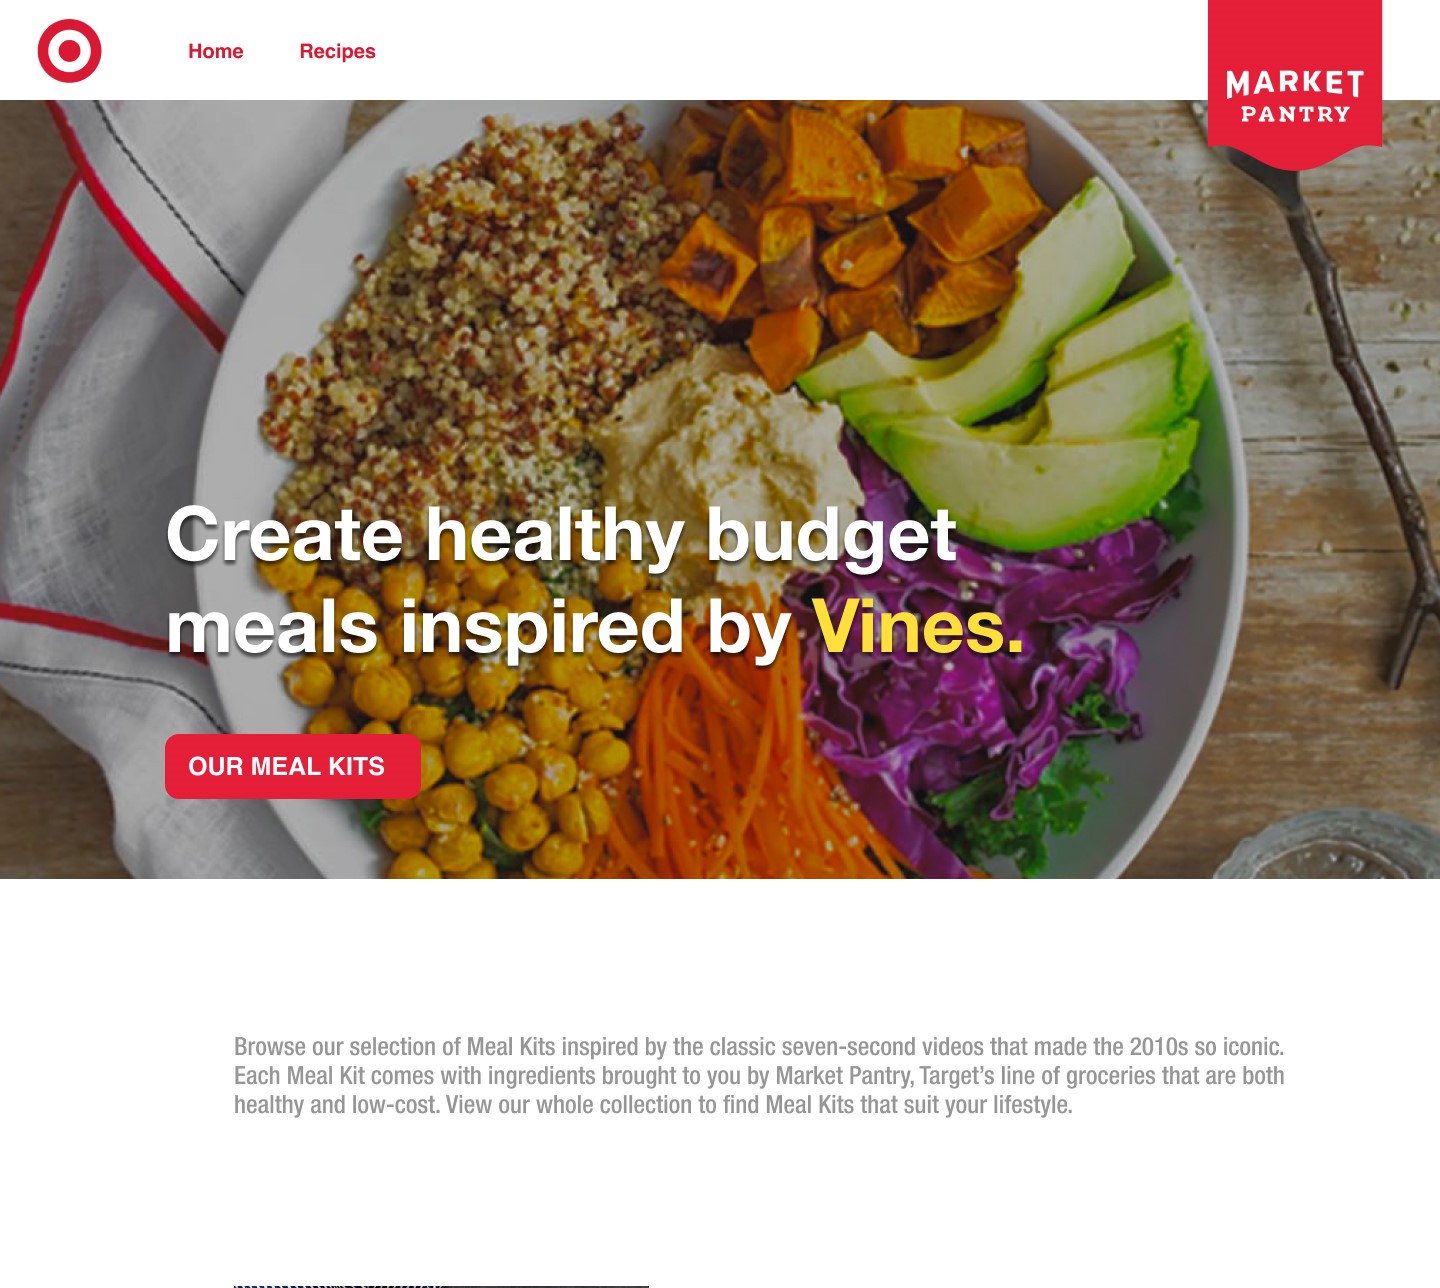 Home
Recipes
MARKET
PANTRY
Create healthy budget
meals inspired by Vines.
OUR MEAL KITS
Browse our selection of Meal Kits inspired by the classic seven-second videos that made the 2010s so iconic.
Each Meal Kit comes with ingredients brought to you by Market Pantry, Target’s line of groceries that are both
healthy and low-cost. View our whole collection to find Meal Kits that suit your lifestyle.